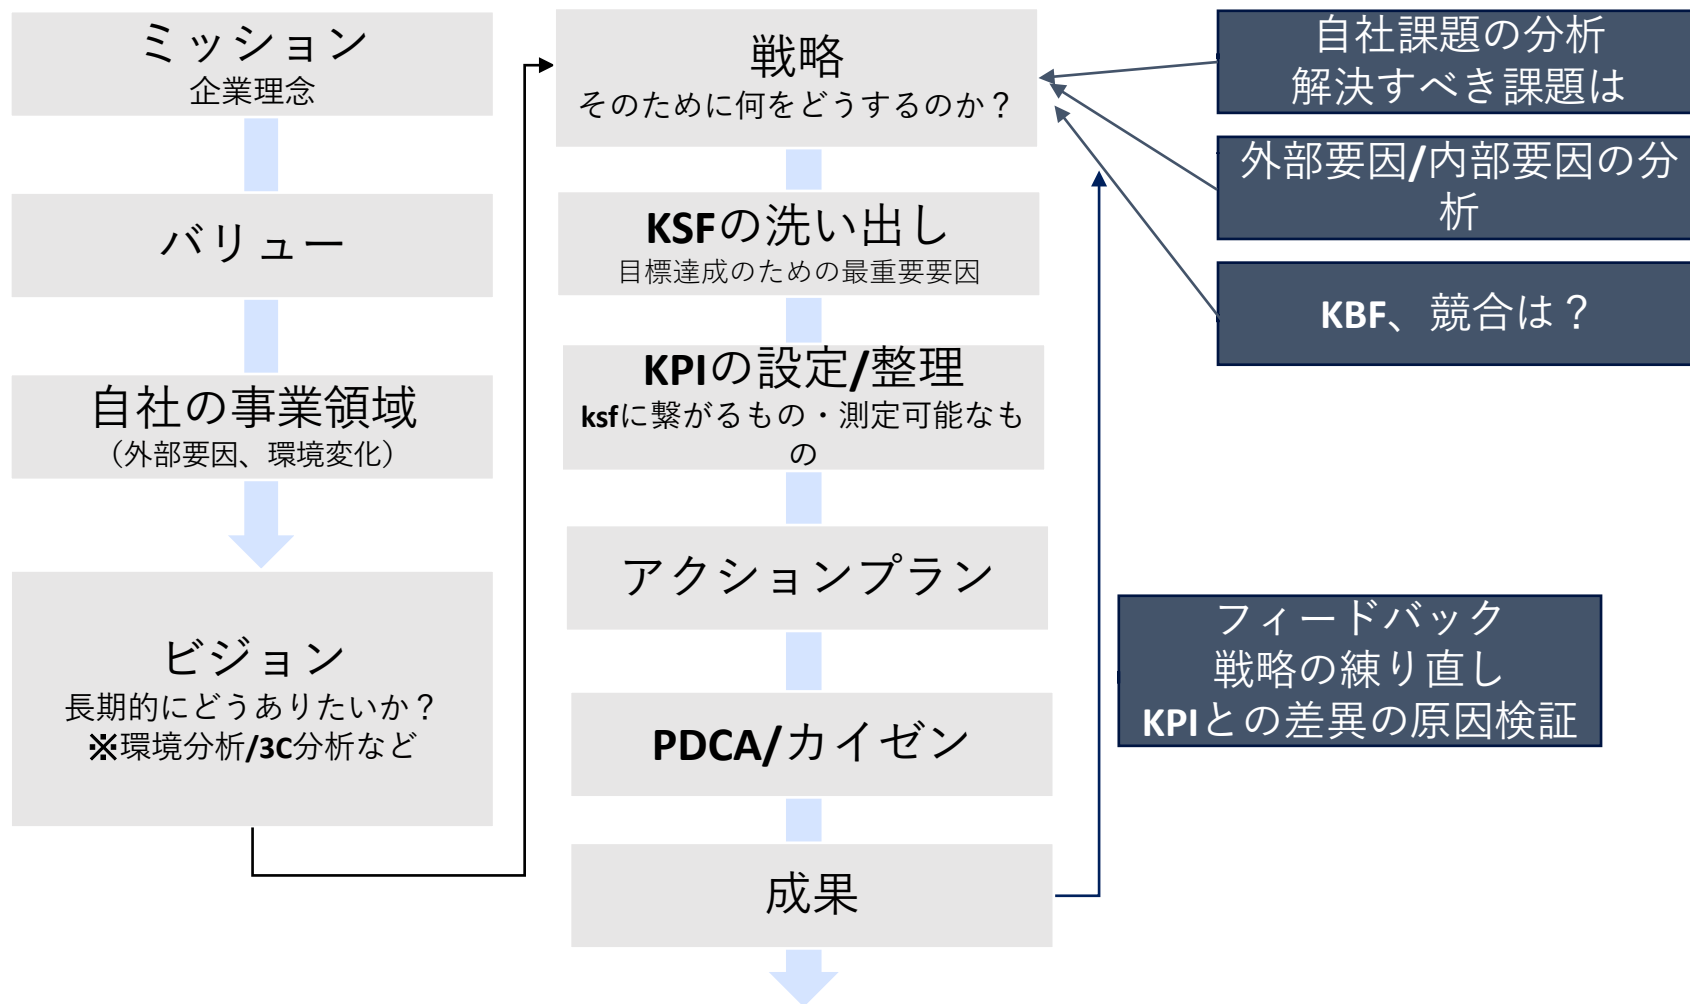 ミッション
企業理念
バリュー
自社の事業領域
（外部要因、環境変化）
ビジョン
長期的にどうありたいか？
※環境分析/3C分析など
戦略
そのために何をどうするのか？
KSFの洗い出し
目標達成のための最重要要因
KPIの設定/整理
ksfに繋がるもの・測定可能なも
の
アクションプラン
PDCA/カイゼン
成果
自社課題の分析
解決すべき課題は
外部要因/内部要因の分
析
KBF、競合は？
フィードバック
戦略の練り直し
KPIとの差異の原因検証